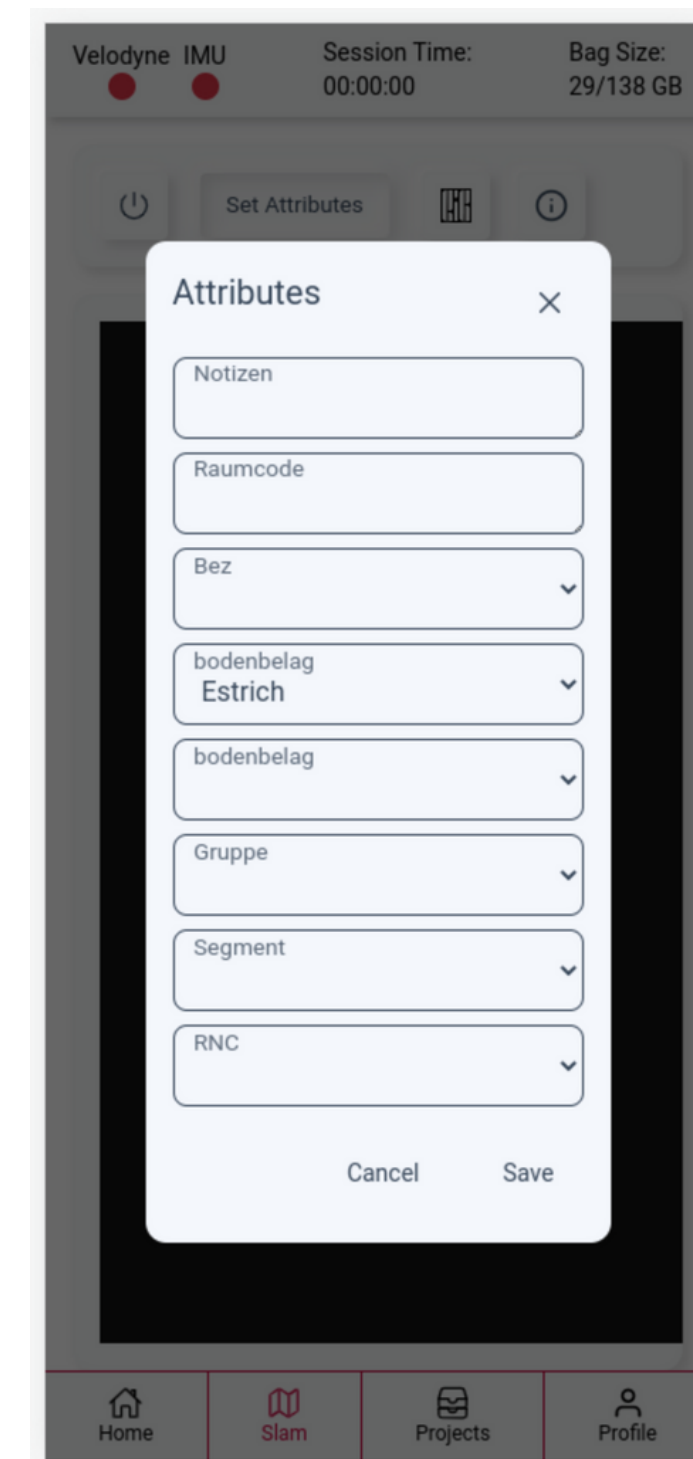 Velodyne IMU Session Time: Bag Size:
00:00:00 29/138 GB
Set Attributes
Attributes
Notizen
Raumcode
Bez
bodenbelag
Estrich
bodenbelag
Gruppe
Segment
RNC
Cancel Save
Home Slam Projects Profile